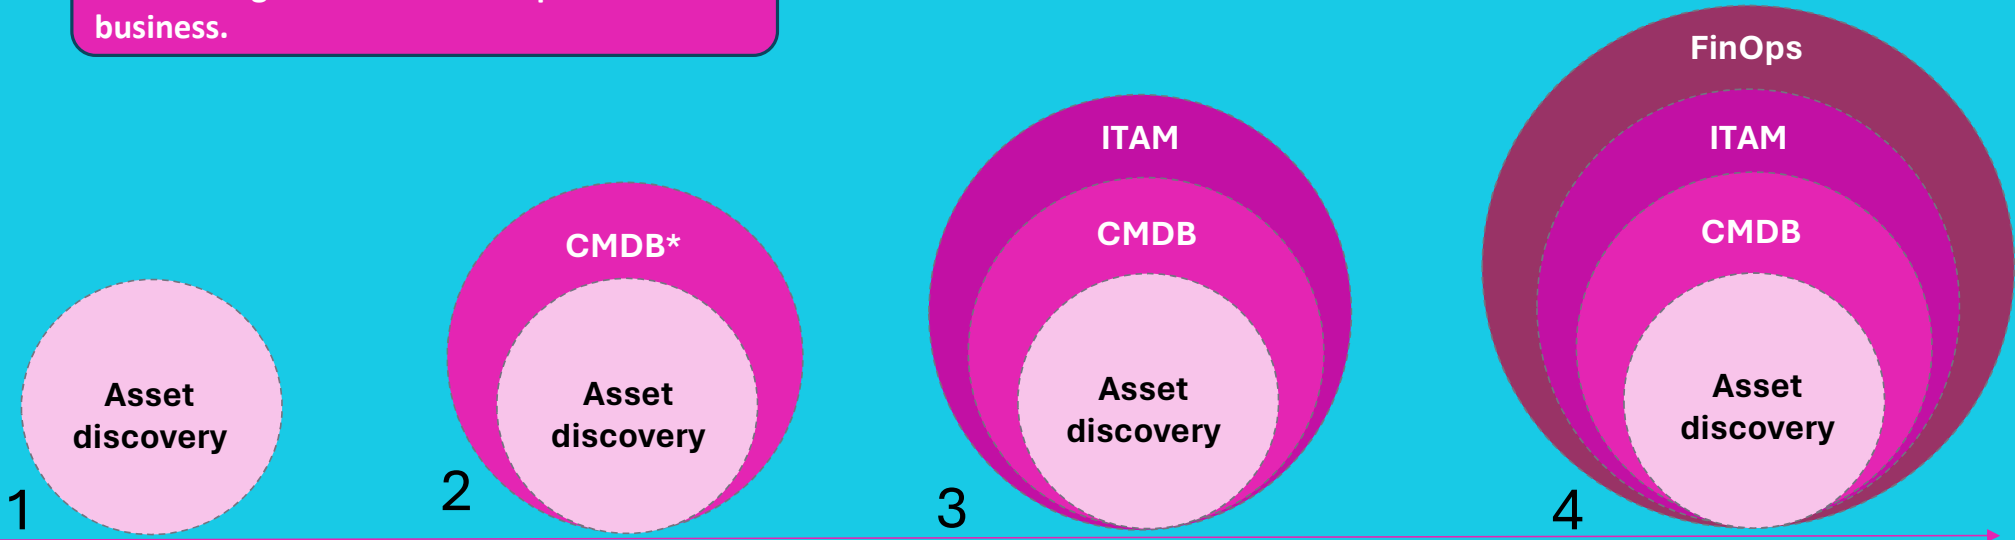 business.
FinOps
ITAM
ITAM
CMDB*
CMDB
CMDB
Asset
discovery
Asset
discovery
Asset
discovery
Asset
discovery
1
2
3
4